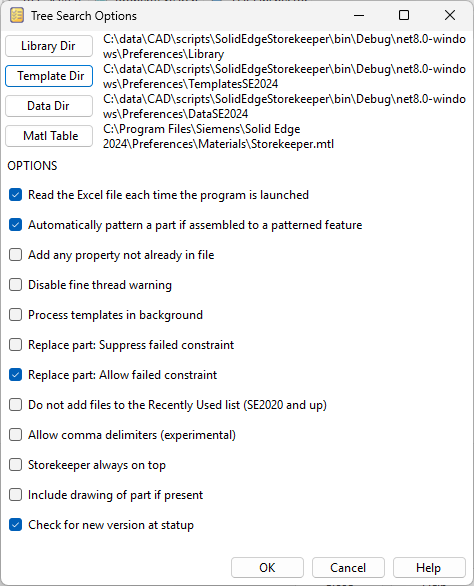 Tree Search Options
Library Dir
C:\data\CAD\scripts\SolidEdgeStorekeeper\bin\Debug\net8.0-windo
ws\Preferences\Library
Template Dir
C:\data\CAD\scripts\SolidEdgeStorekeeper\bin\Debug\net8.0-windo
ws\Preferences\TemplatesSE2024
Data Dir
C:\data\CAD\scripts\SolidEdgeStorekeeper\bin\Debug\net8.0-windo
ws\Preferences\DataSE2024
Matl Table
C:\Program Files\Siemens\Solid Edge
2024\Preferences\Materials\Storekeeper.mtl
OPTIONS
Read the Excel file each time the program is launched
Automatically pattern a part if assembled to a patterned feature
Add any property not already in file
Disable fine thread warning
Process templates in background
Replace part: Suppress failed constraint
Replace part: Allow failed constraint
Do not add files to the Recently Used list (SE2020 and up)
Allow comma delimiters (experimental)
Storekeeper always on top
Include drawing of part if present
Check for new version at statup
OK
Cancel
Help